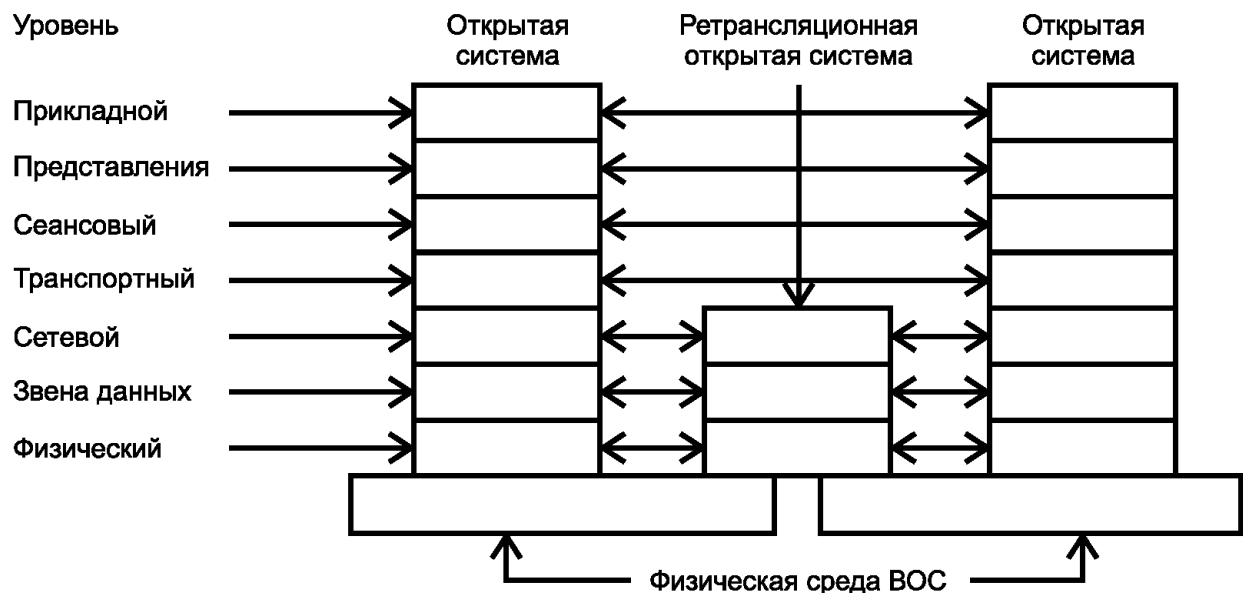 Уровень
Открытая
система
Ретрансляционная
открытая система
Открытая
система
Прикладной
Представления
Сеансовый
Транспортный
Сетевой
Звена данных
Физический
Физическая среда ВОС